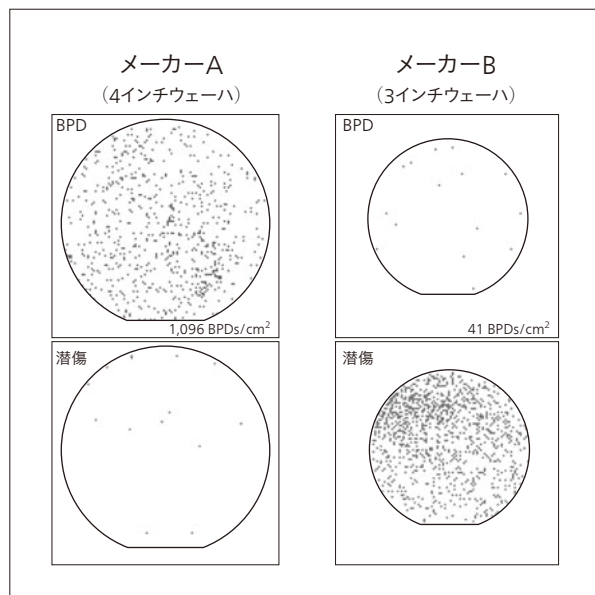 メーカーA
(4インチウェーハ)
メーカーB
(3インチウェーハ)
BPD
1,096 BPDs/cm²
BPD
41 BPDs/cm²
潜傷
潜傷